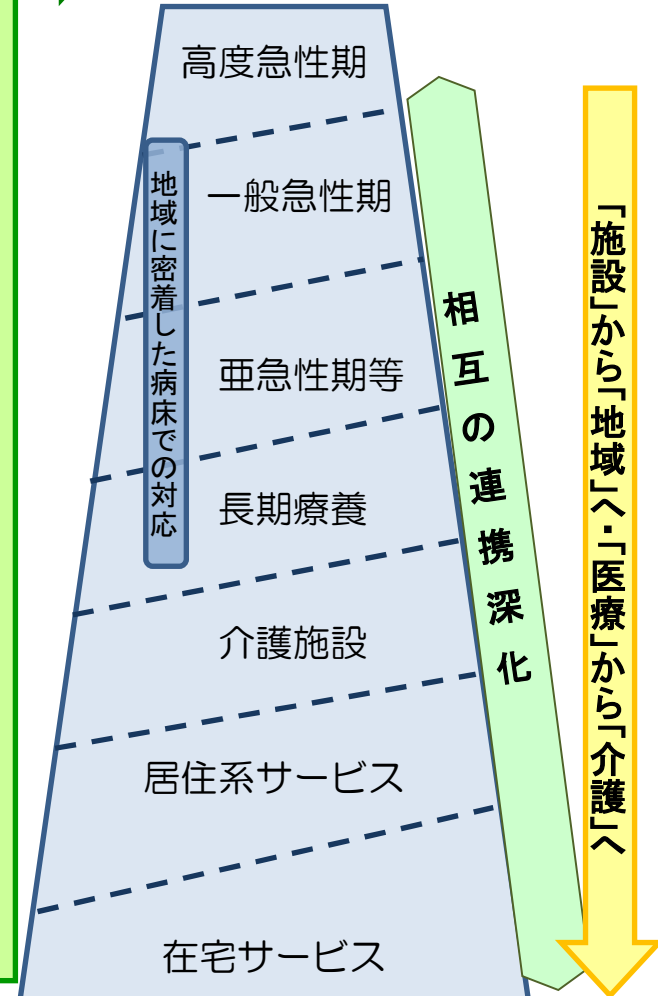 高度急性期
一般急性期
亜急性期等
長期療養
介護施設
居住系サービス
在宅サービス
地域に密着した病床での対応
相互の連携深化
「施設」から「地域」へ・「医療」から「介護」へ